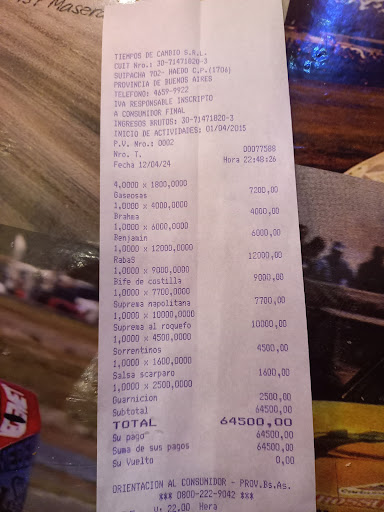 st Masero
TIEMPOS DE CAMBIO S.R.L.
CUIT Nro.: 30-71471820-3
SUIPACHA 702- HAEDO C.P.(1706)
PROVINCIA DE BUENOS AIRES
TELEFONO: 4659-9922
IVA RESPONSABLE INSCRIPTO
A CONSUMIDOR FINAL
INGRESOS BRUTOS: 30-71471820-3
INICIO DE ACTIVIDADES: 01/04/2015
P.V. Nro.: 0002
Nro. T. 00077588
Fecha 12/04/24 Hora 22:48:26
4.0000 x 1800,0000
Gaseosas 7200,00
1,0000 x 4000,0000
Brahma 4000,00
1,0000 x 6000,0000
Benjamin 6000,00
1,0000 x 12000,0000
Rabas 12000,00
1,0000 x 9000,0000
Bife de costilla 9000,00
1,0000 x 7700,0000
Suprema napolitana 7700,00
1,0000 x 10000,0000
Suprema al roquefo 10000,00
1,0000 x 4500,0000
Sorrentinos 4500,00
1,0000 x 1600,0000
Salsa scarparo 1600,00
1,0000 x 2500,0000
Guarnicion 2500,00
Subtotal 64500,00
TOTAL 64500,00
Su pago 64500,00
Suma de sus pagos 64500,00
Su Vuelto 0,00
ORIENTACION AL CONSUMIDOR - PROV.Bs.As.
*** 0800-222-9042 ***
V: 22.00 Hora